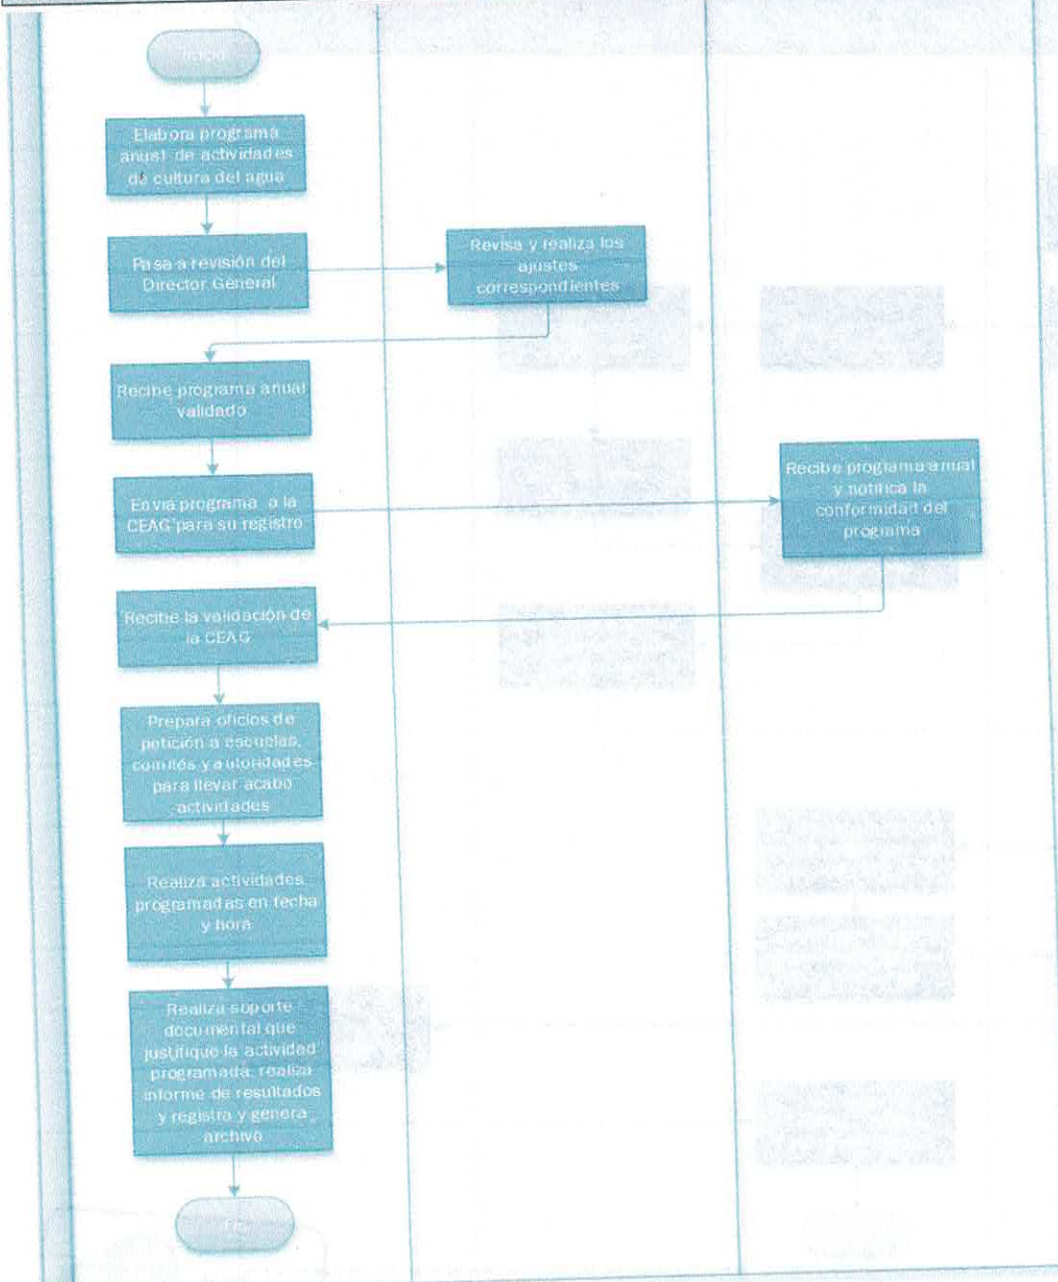 Inicio
Elabora programa
anual de actividades
de cultura del agua
Pasa a revisión del
Director General
Revisa y realiza los
ajustes
correspondientes
Recibe programa anual
validado
Envía programa a la
CEAG para su registro
Recibe programa anual
y notifica la
conformidad del
programa
Recibe la validación de
la CEAG
Prepara oficios de
petición a escuelas,
comités y autoridades
para llevar acabo
actividades
Realiza actividades
programadas en fecha
y hora
Realiza soporte
documental que
justifique la actividad
programada, realiza
informe de resultados
y registra y genera
archivo
Fin